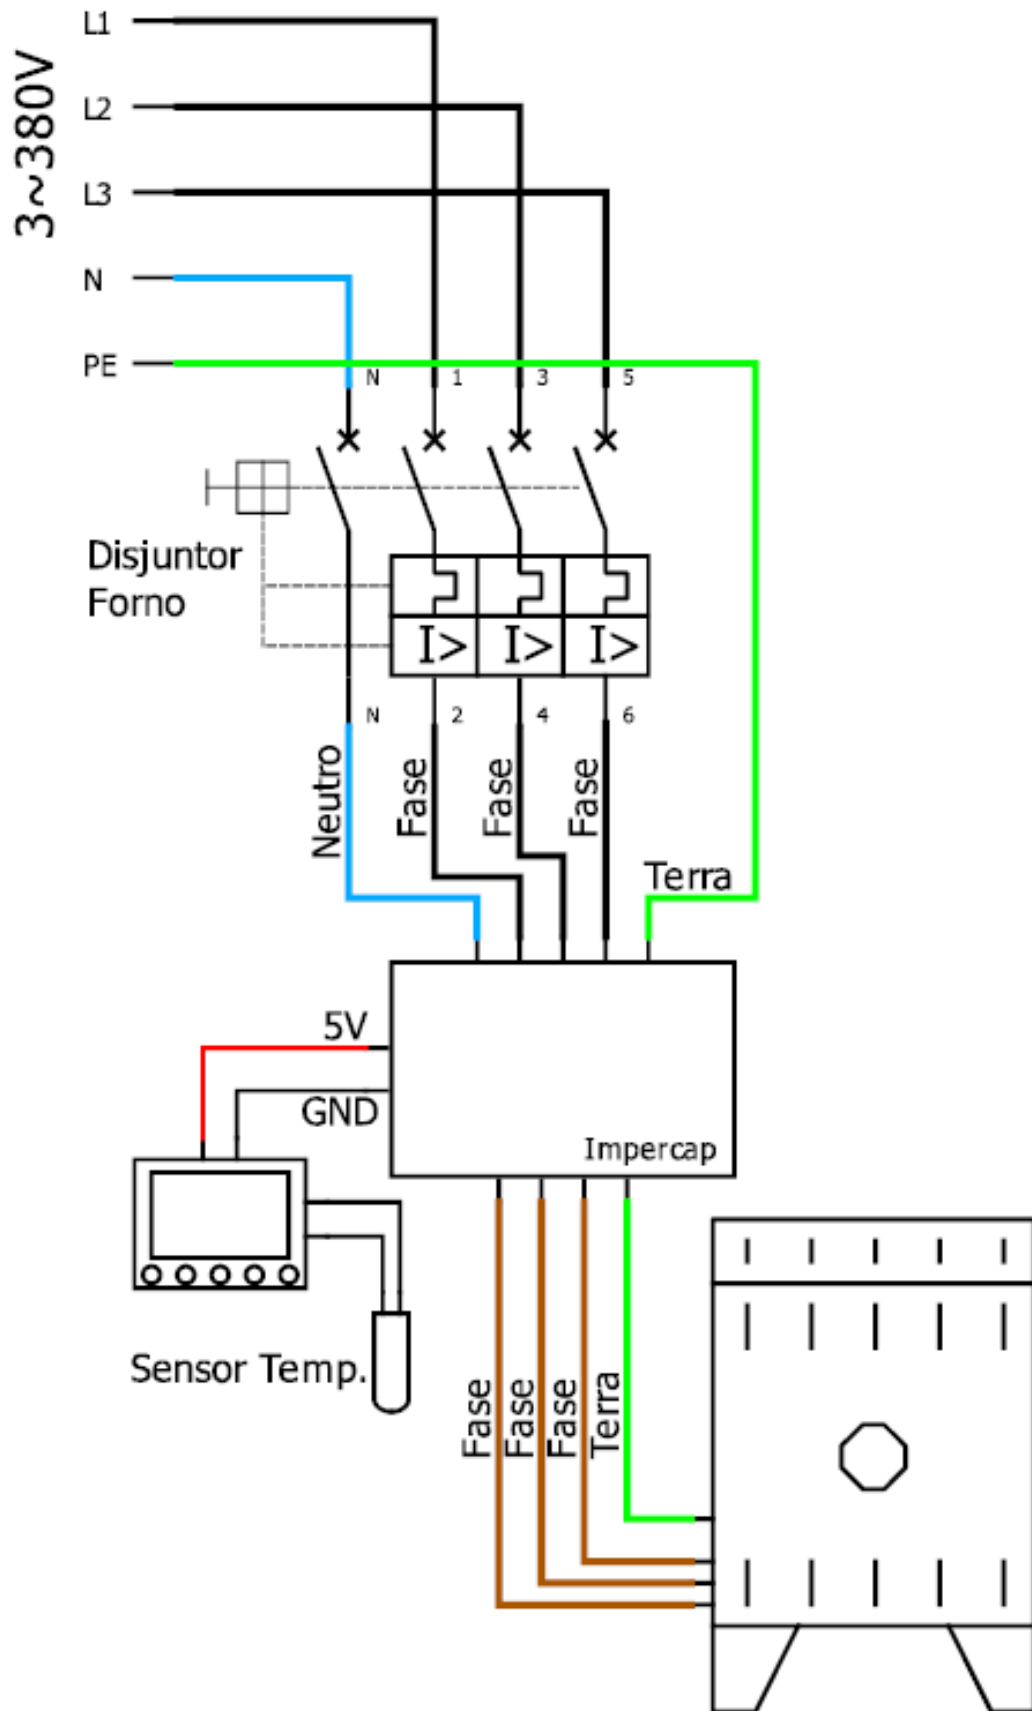 3~380V
L1
L2
L3
N
PE
N
1
3
5
Disjuntor
Forno
I>
I>
I>
N
2
4
6
Neutro
Fase
Fase
Fase
Terra
5V
GND
Impercap
Sensor Temp.
Fase
Fase
Fase
Terra